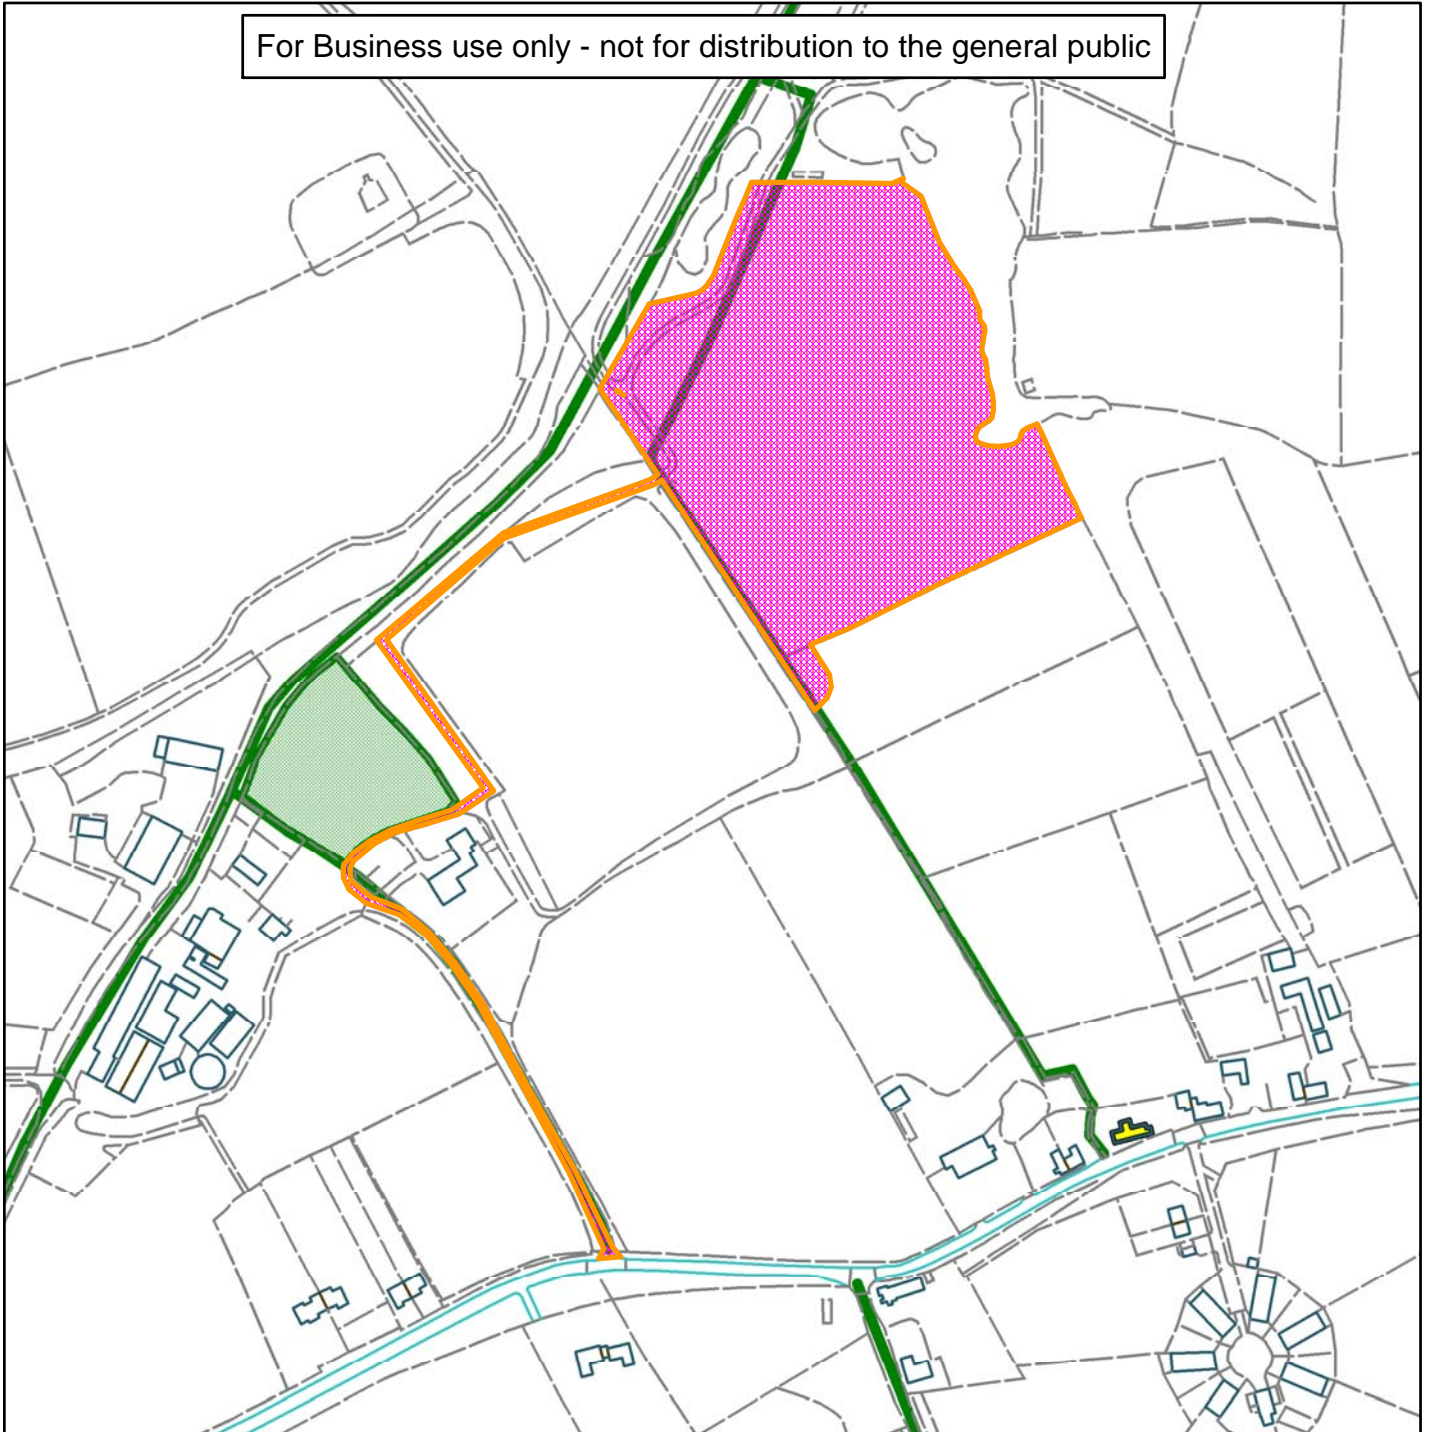 For Business use only - not for distribution to the general public